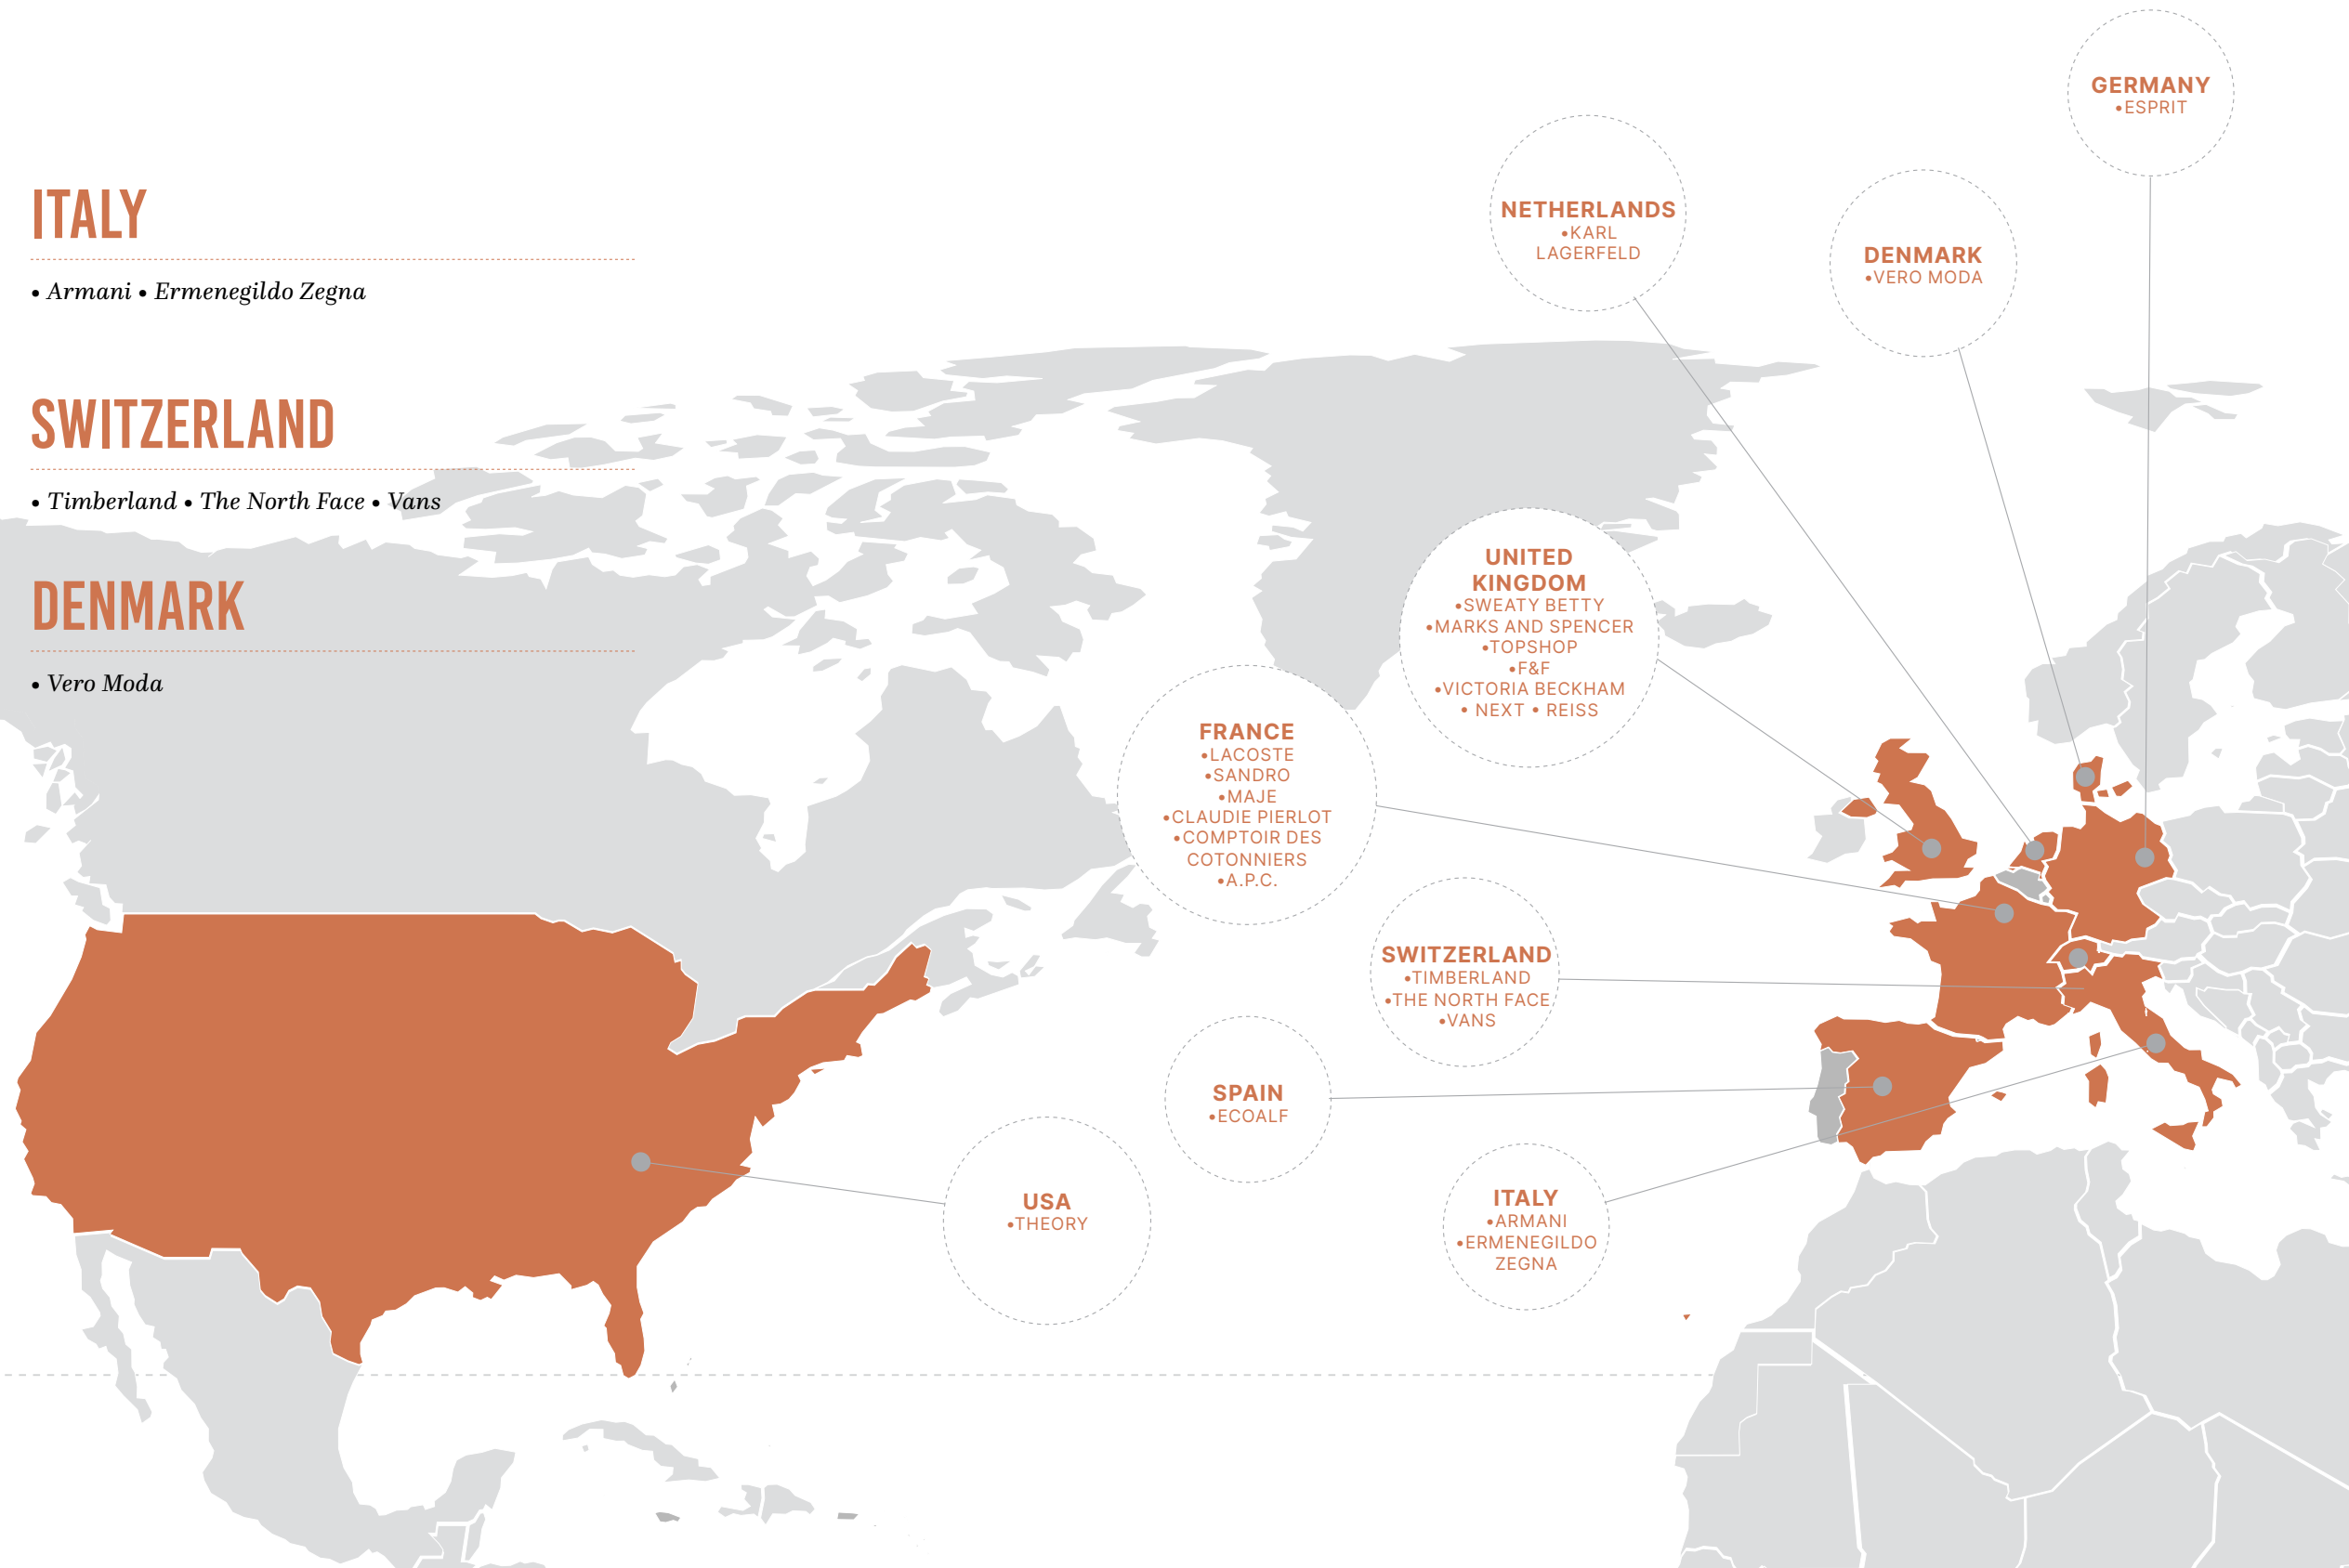 ITALY
• Armani • Ermenegildo Zegna
SWITZERLAND
• Timberland • The North Face • Vans
DENMARK
• Vero Moda
GERMANY
•ESPRIT
NETHERLANDS
•KARL
LAGERFELD
DENMARK
•VERO MODA
UNITED
KINGDOM
•SWEATY BETTY
•MARKS AND SPENCER
•TOPSHOP
•F&F
•VICTORIA BECKHAM
• NEXT • REISS
FRANCE
•LACOSTE
•SANDRO
•MAJE
•CLAUDIE PIERLOT
•COMPTOIR DES
COTONNIERS
•A.P.C.
SWITZERLAND
•TIMBERLAND
•THE NORTH FACE
•VANS
SPAIN
•ECOALF
USA
•THEORY
ITALY
•ARMANI
•ERMENEGILDO
ZEGNA